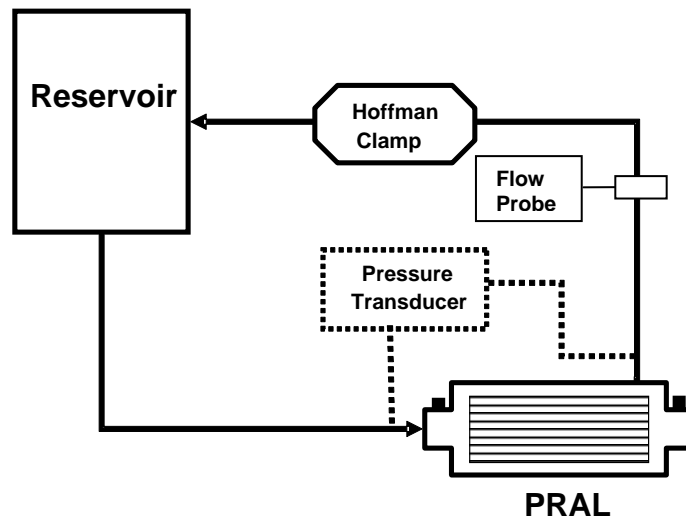 Reservoir
Hoffman
Clamp
Flow
Probe
Pressure
Transducer
PRAL